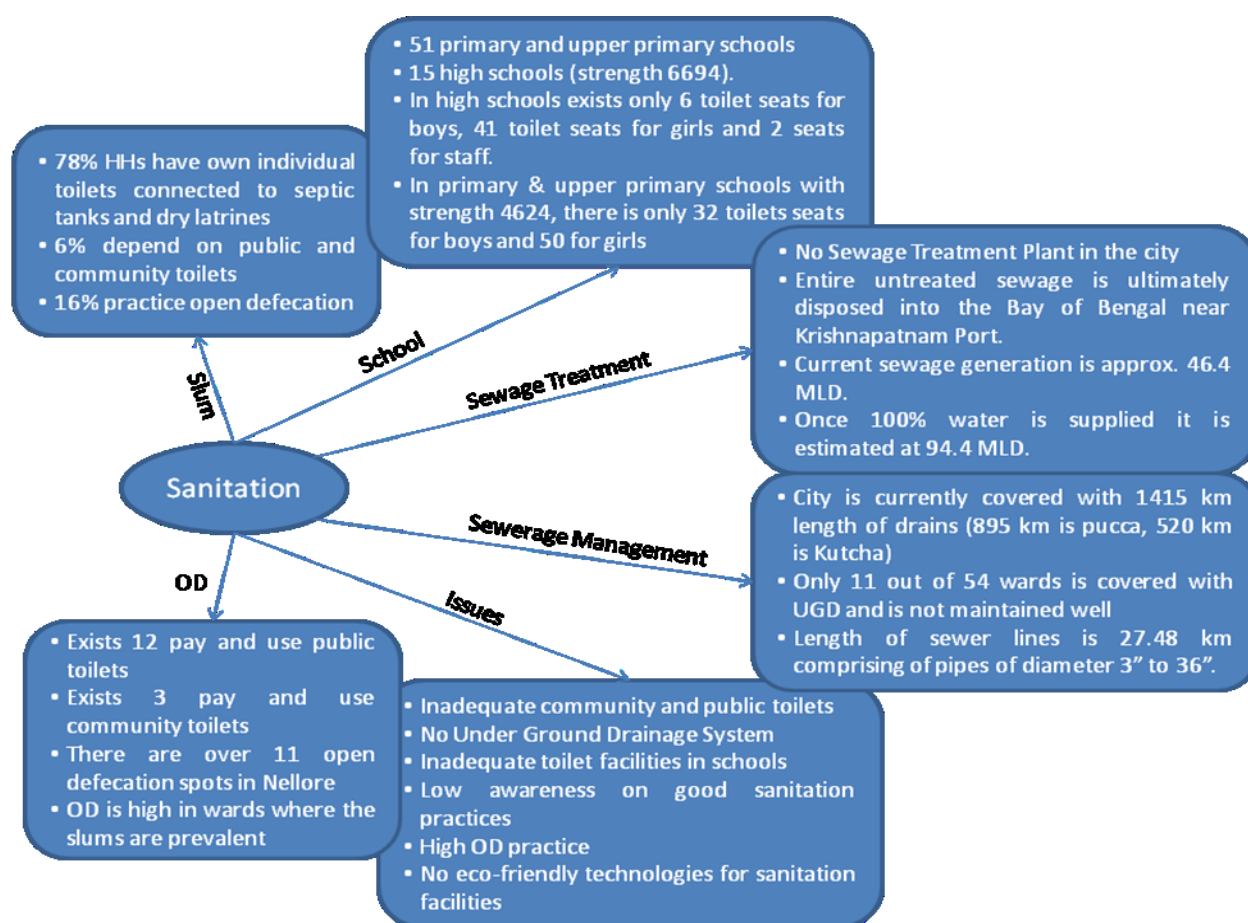 • 51 primary and upper primary schools
• 15 high schools (strength 6694).
• In high schools exists only 6 toilet seats for
boys, 41 toilet seats for girls and 2 seats
for staff.
• In primary & upper primary schools with
strength 4624, there is only 32 toilets seats
for boys and 50 for girls
• 78% HHs have own individual
toilets connected to septic
tanks and dry latrines
• 6% depend on public and
community toilets
• 16% practice open defecation
• No Sewage Treatment Plant in the city
• Entire untreated sewage is ultimately
disposed into the Bay of Bengal near
Krishnapatnam Port.
• Current sewage generation is approx. 46.4
MLD.
• Once 100% water is supplied it is
estimated at 94.4 MLD.
Slum
School
Sewage Treatment
Sanitation
Sewerage Management
OD
Issues
• City is currently covered with 1415 km
length of drains (895 km is pucca, 520 km
is Kutcha)
• Only 11 out of 54 wards is covered with
UGD and is not maintained well
• Length of sewer lines is 27.48 km
comprising of pipes of diameter 3” to 36”.
• Exists 12 pay and use public
toilets
• Exists 3 pay and use
community toilets
• There are over 11 open
defecation spots in Nellore
• OD is high in wards where the
slums are prevalent
• Inadequate community and public toilets
• No Under Ground Drainage System
• Inadequate toilet facilities in schools
• Low awareness on good sanitation
practices
• High OD practice
• No eco-friendly technologies for sanitation
facilities